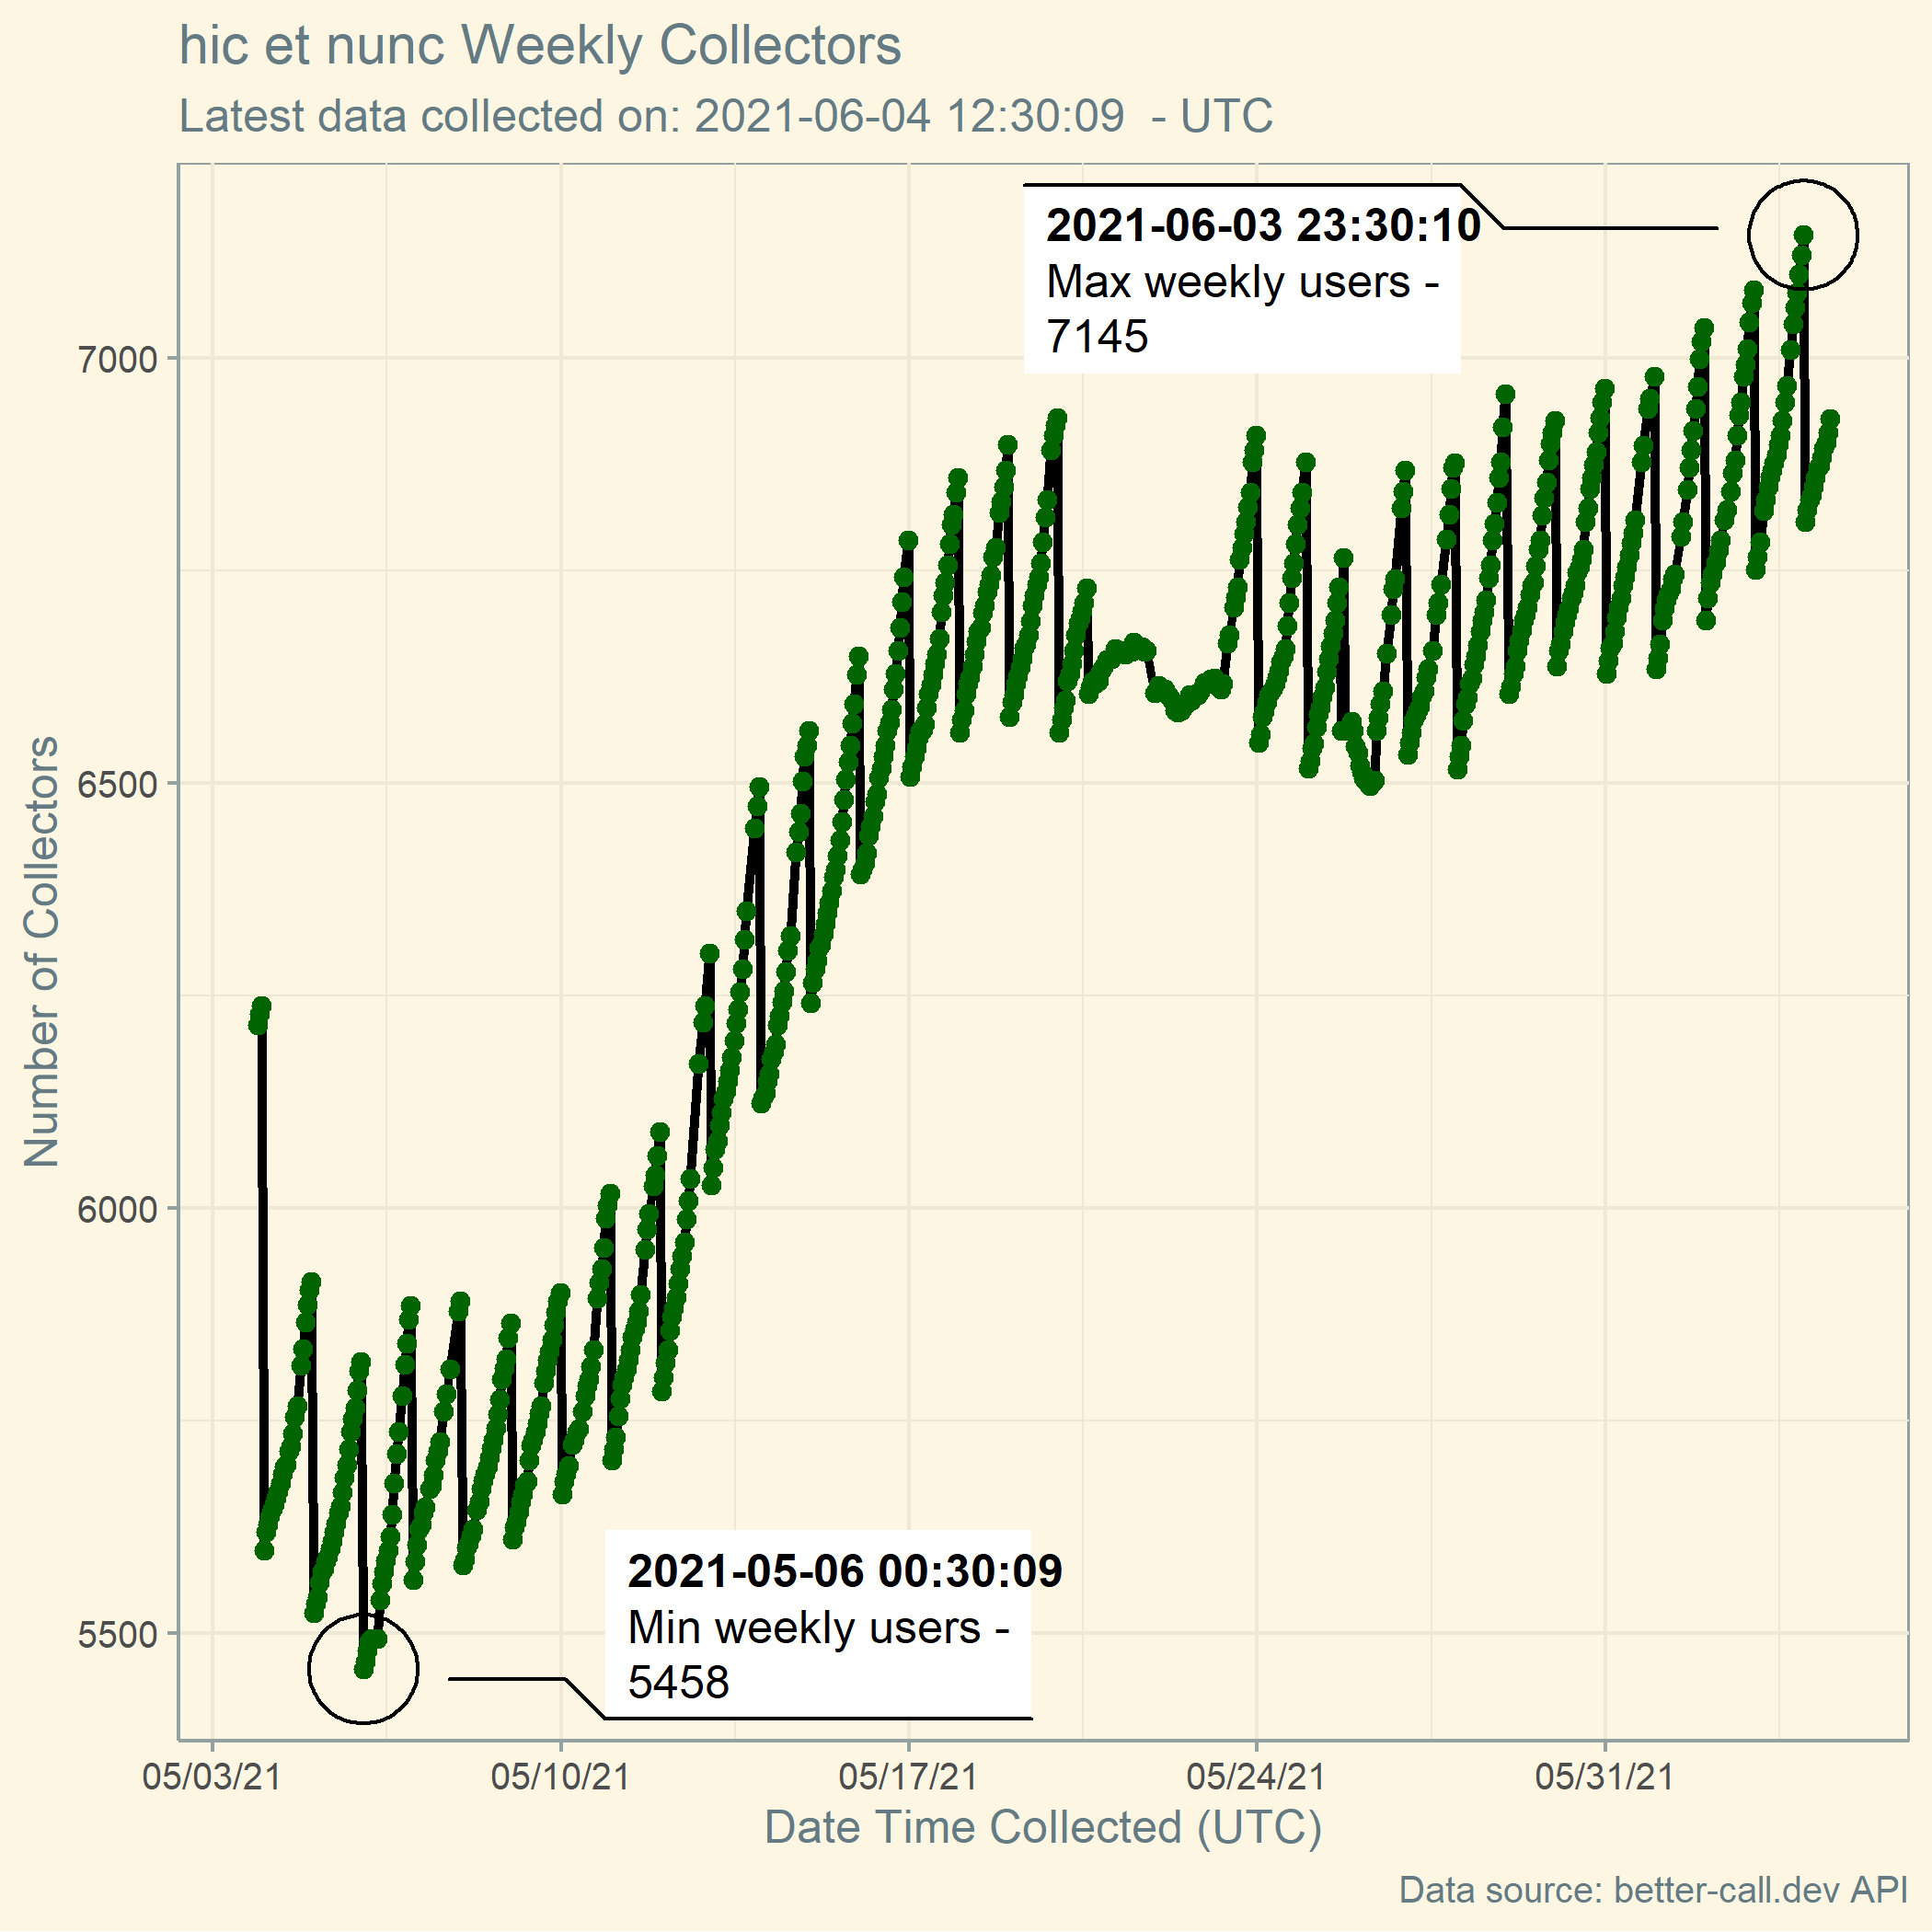 hic et nunc Weekly Collectors
Latest data collected on: 2021-06-04 12:30:09  - UTC
2021-06-03 23:30:10
Max weekly users -
7145
7000
6500
6000
5500
Number of Collectors
2021-05-06 00:30:09
Min weekly users -
5458
05/03/21
05/10/21
05/17/21
05/24/21
05/31/21
Date Time Collected (UTC)
Data source: better-call.dev API